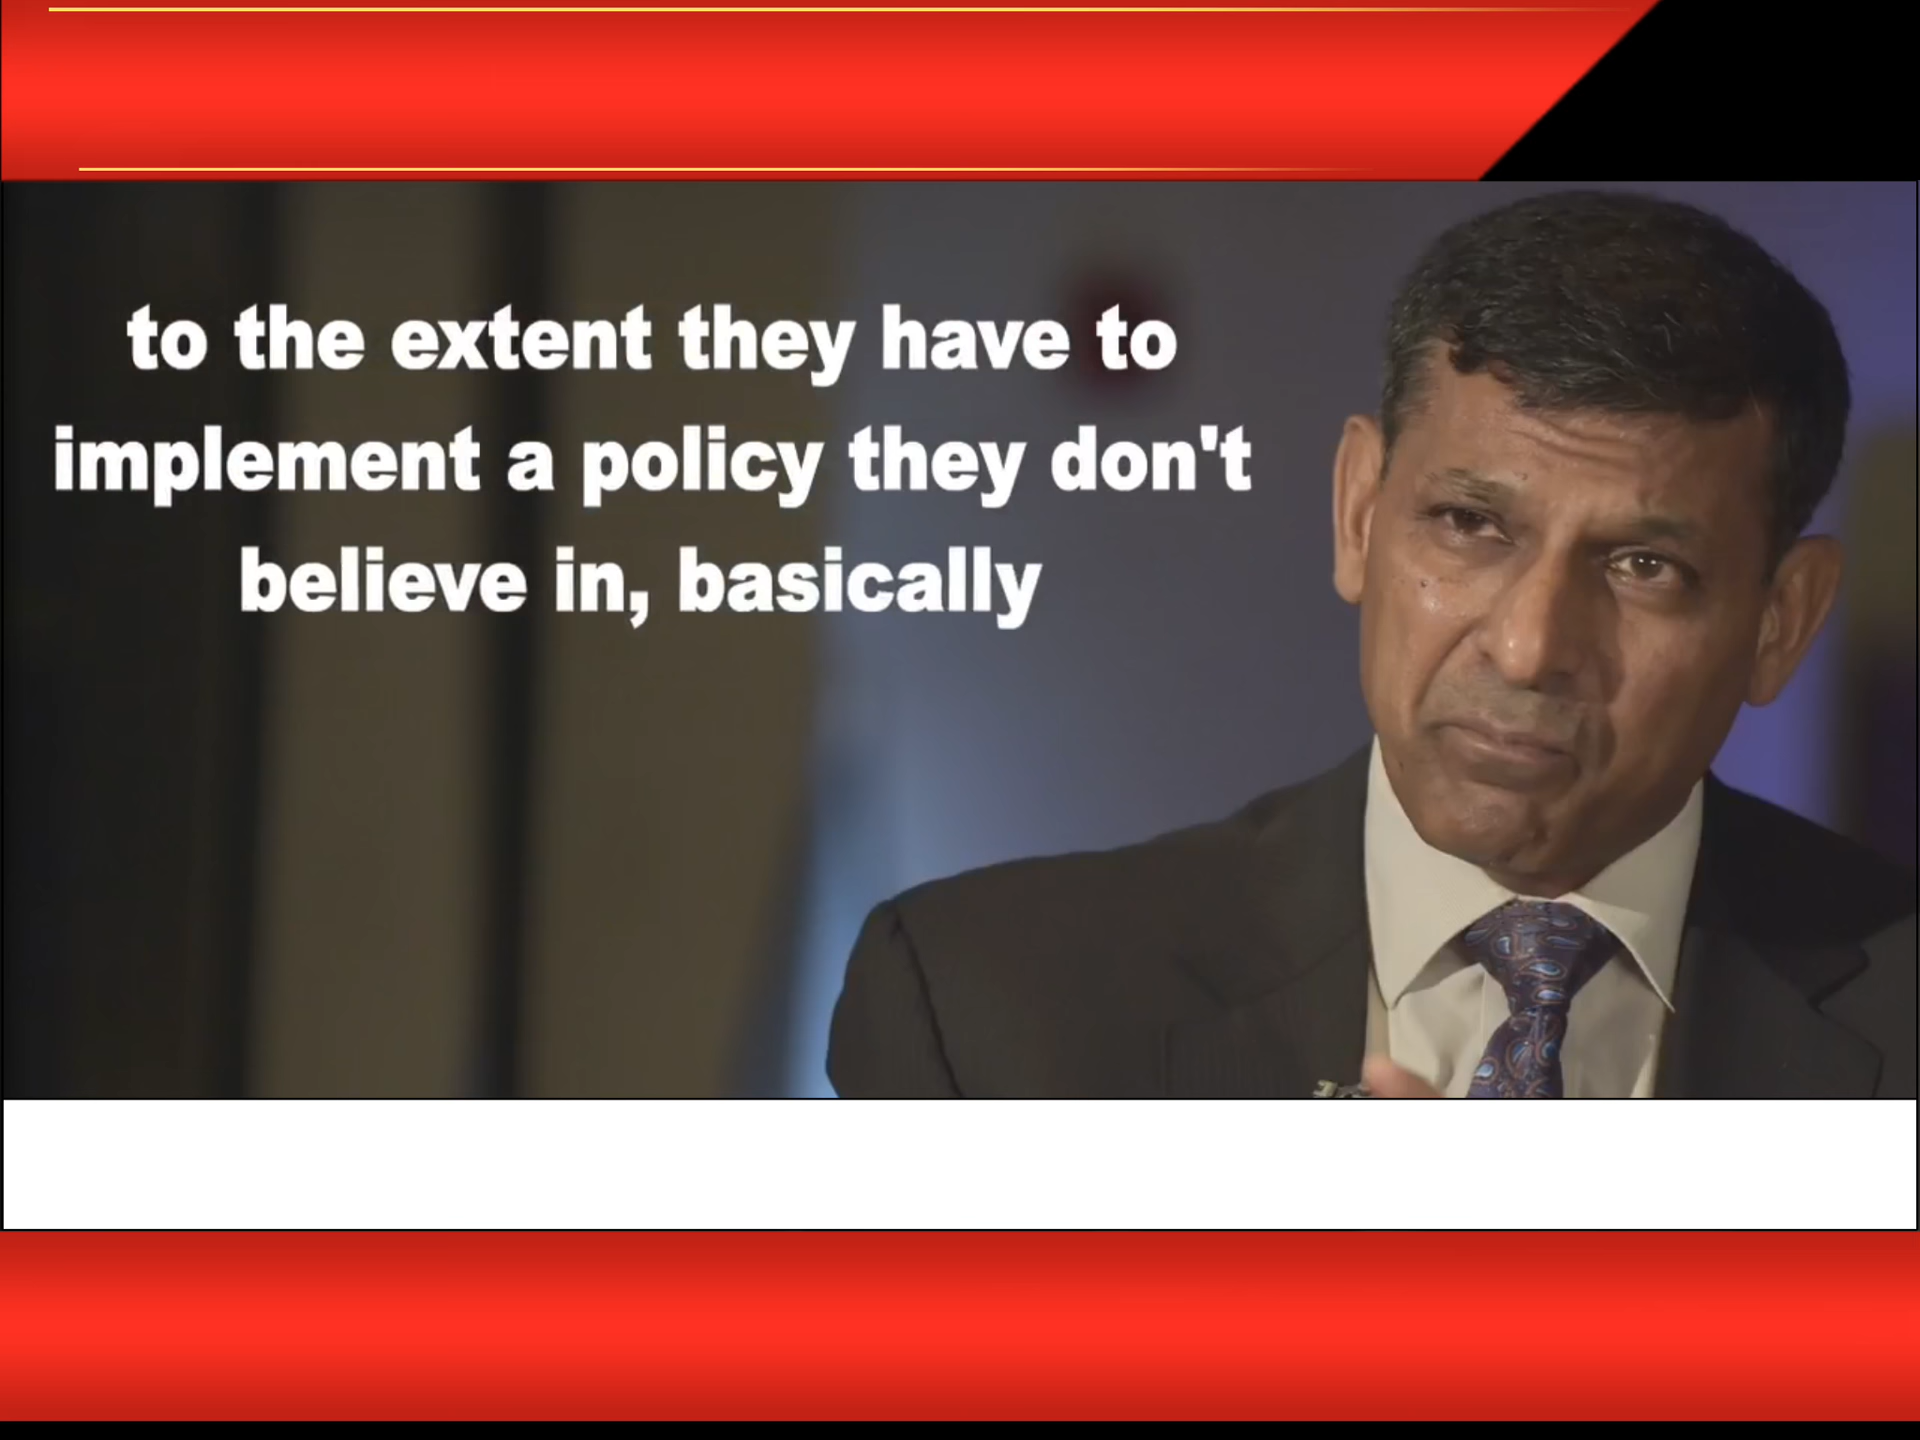 to the extent they have to
implement a policy they don't
believe in, basically